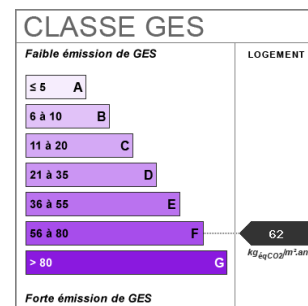 CLASSE GES
Faible émission de GES
LOGEMENT
≤ 5 A
6 à 10 B
11 à 20 C
21 à 35 D
36 à 55 E
56 à 80 F 62
kgéqCO2/m².an
> 80 G
Forte émission de GES